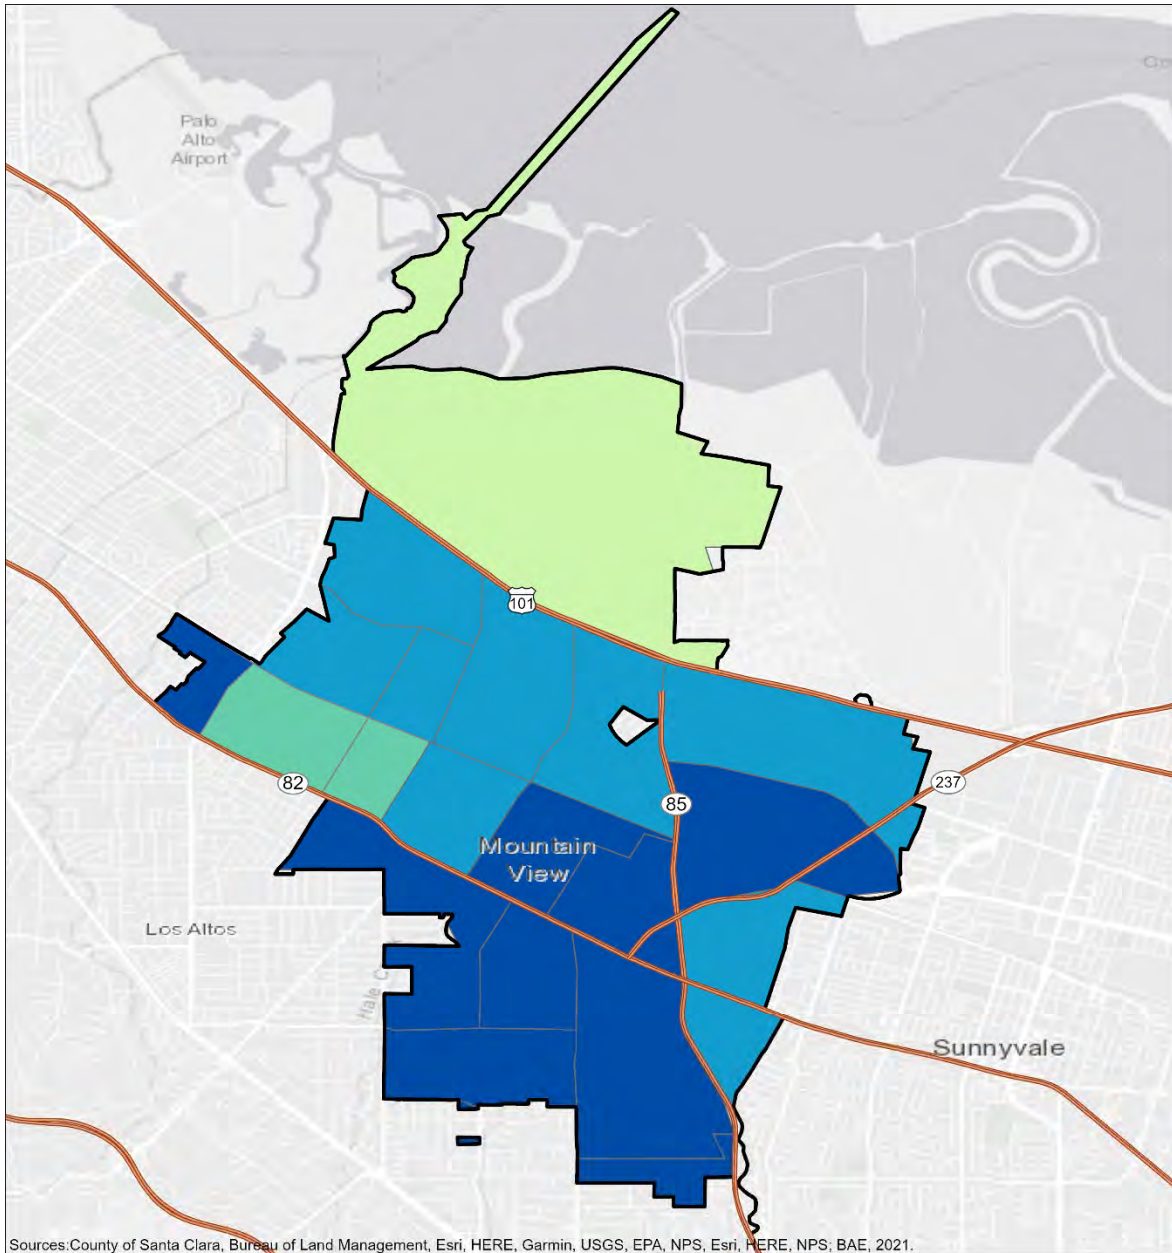 Palo
Alto
Airport
101
82
85
237
Mountain
View
Los Altos
Hale C
Sunnyvale
Sources:County of Santa Clara, Bureau of Land Management, Esri, HERE, Garmin, USGS, EPA, NPS, Esri, HERE, NPS; BAE, 2021.